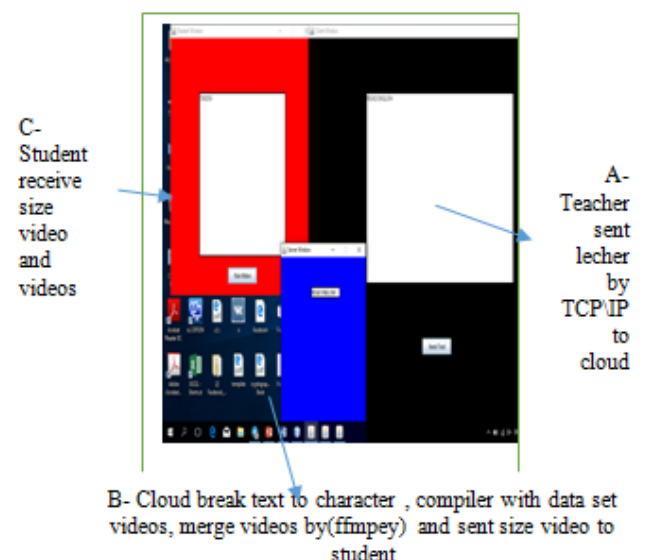 C-
Student
receive
size
video
and
videos
A-
Teacher
sent
lecher
by
TCP\IP
to
cloud
B- Cloud break text to character , compiler with data set
videos, merge videos by(ffmpey) and sent size video to
student